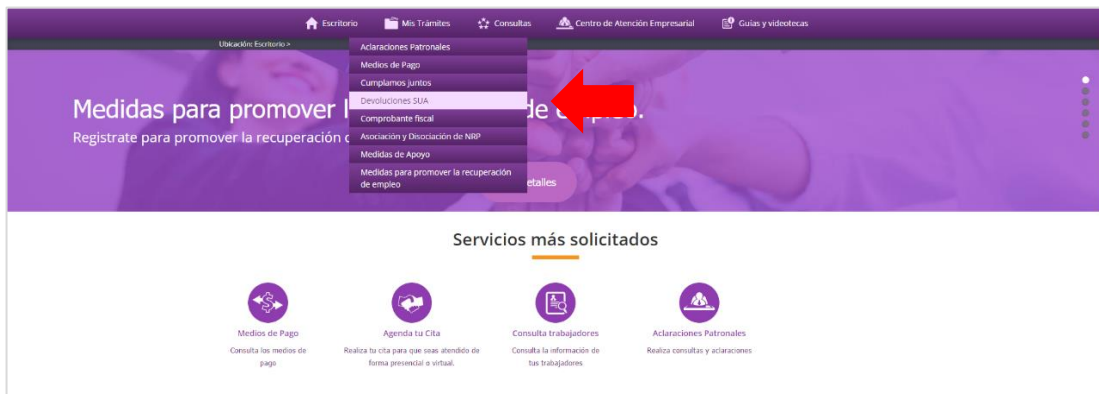 Escritorio Mis Trámites Consultas Centro de Atención Empresarial Guías y videotecas
Ubicación: Escritorio >
Aclaraciones Patronales
Medios de Pago
Cumplamos juntos
Devoluciones SUA
Comprobante fiscal
Asociación y Disociación de NRP
Medidas de Apoyo
Medidas para promover la recuperación
de empleo
Medidas para promover l de empleo.
Registrate para promover la recuperación d
etalles
Servicios más solicitados
Medios de Pago
Consulta los medios de
pago
Agenda tu Cita
Realiza tu cita para que seas atendido de
forma presencial o virtual.
Consulta trabajadores
Consulta la información de
tus trabajadores
Aclaraciones Patronales
Realiza consultas y aclaraciones